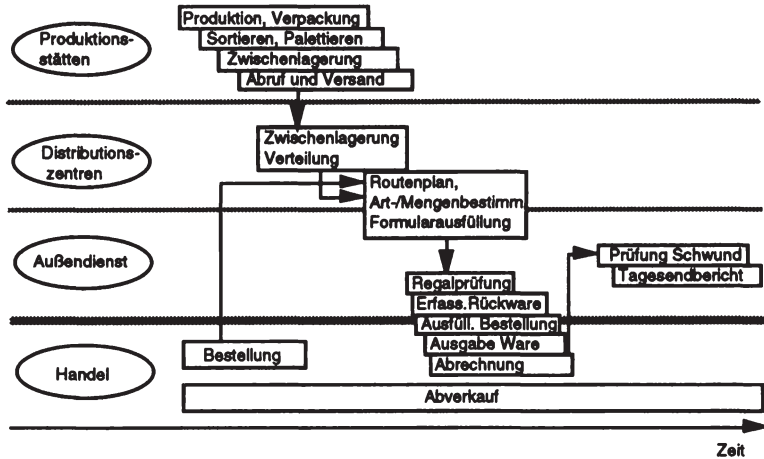 Produktions-
stätten
Produktion, Verpackung
Sortieren, Palettieren
Zwischenlagerung
Abruf und Versand
Distributions-
zentren
Zwischenlagerung
Verteilung
Routenplan,
Art-/Mengenbestimm.
Formularausfüllung
Außendienst
Prüfung Schwund
Tagesendbericht
Regalprüfung
Erfass.Rückware
Ausfüll. Bestellung
Ausgabe Ware
Abrechnung
Handel
Bestellung
Abverkauf
Zeit